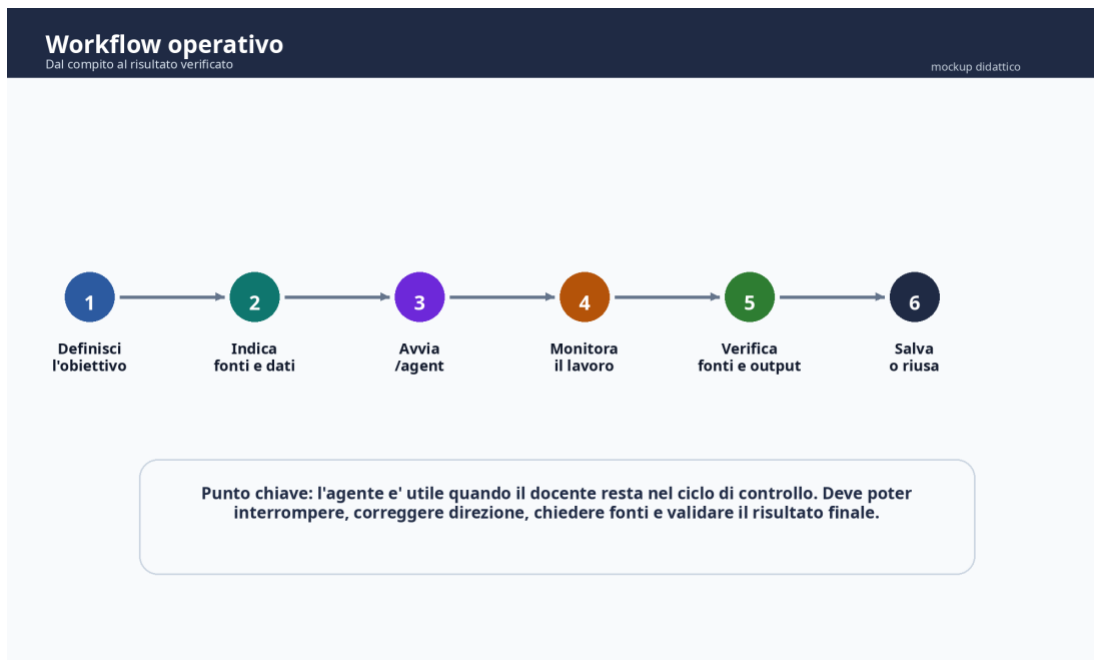 Workflow operativo
Dal compito al risultato verificato
mockup didattico
1
2
3
4
5
6
Definisci
l'obiettivo
Indica
fonti e dati
Avvia
/agent
Monitora
il lavoro
Verifica
fonti e output
Salva
o riusa
Punto chiave: l'agente e' utile quando il docente resta nel ciclo di controllo. Deve poter
interrompere, correggere direzione, chiedere fonti e validare il risultato finale.